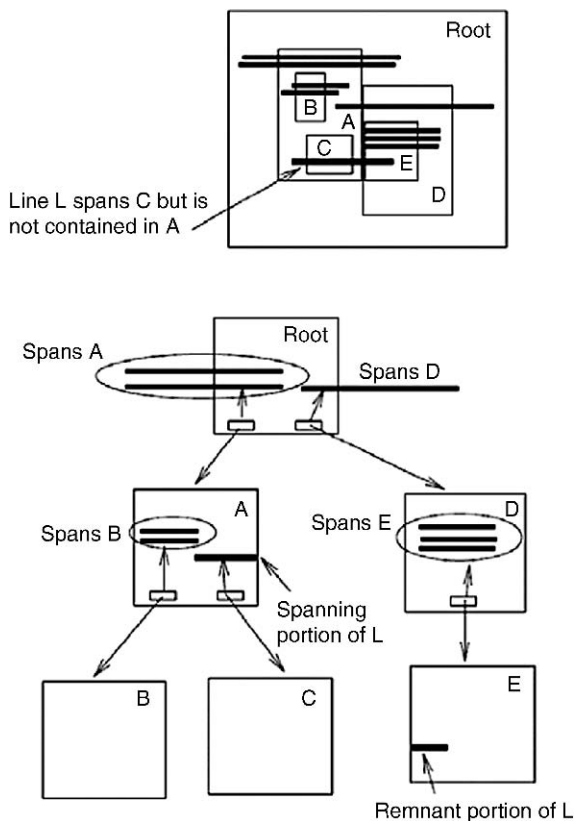 Root
B
A
C
E
D
Line L spans C but is
not contained in A
Root
Spans A
Spans D
A
D
Spans B
Spans E
Spanning
portion of L
B
C
E
Remnant portion of L